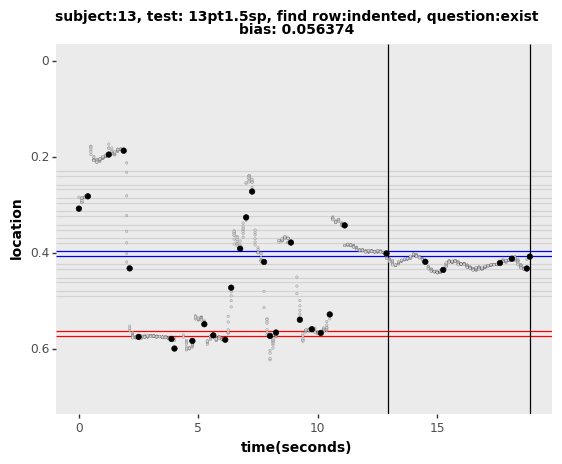 subject:13, test: 13pt1.5sp, find row:indented, question:exist
bias: 0.056374
0
0.2
0.4
0.6
location
0
5
10
15
time(seconds)